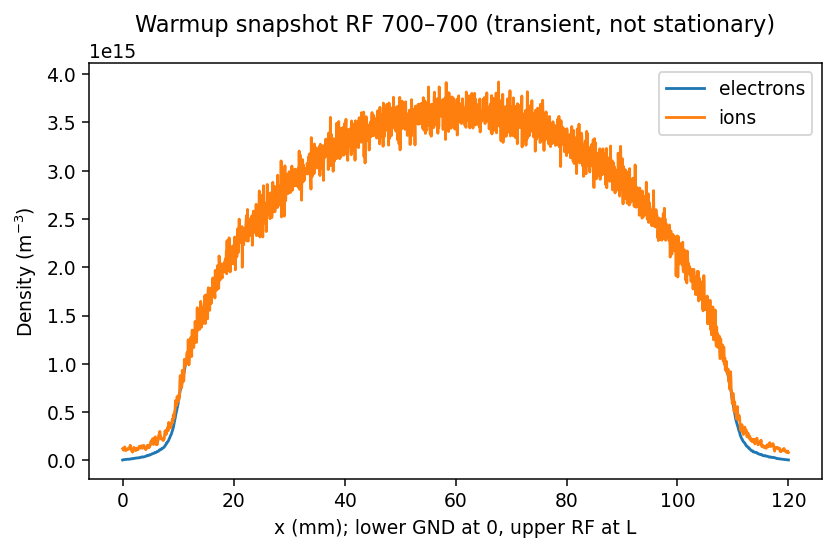 Warmup snapshot RF 700–700 (transient, not stationary)
1e15
electrons
ions
4.0
3.5
3.0
2.5
2.0
1.5
1.0
0.5
0.0
Density (m⁻³)
0 20 40 60 80 100 120
x (mm); lower GND at 0, upper RF at L